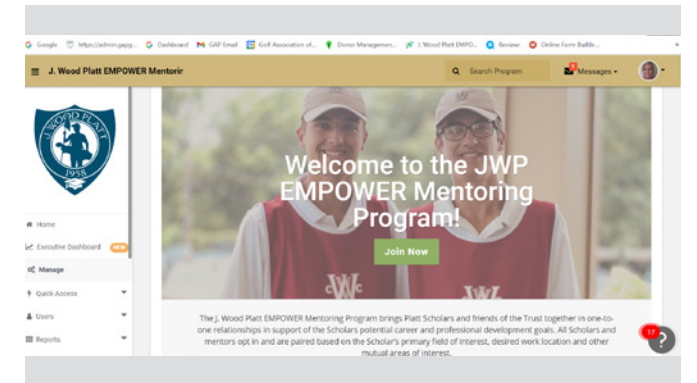 Google
https://admin.gapg...
Dashboard
GAP Email
Golf Association of...
Donor Managemen...
J. Wood Platt EMPO...
Review!
Online Form Builde...
J. Wood Platt EMPOWER Mentorin
Search Program
1
Messages
J. WOOD PLATT
1958
Home
Executive Dashboard NEW
Manage
Quick Access
Users
Reports
Welcome to the JWP
EMPOWER Mentoring
Program!
Join Now
The J. Wood Platt EMPOWER Mentoring Program brings Platt Scholars and friends of the Trust together in one-to-
one relationships in support of the Scholars potential career and professional development goals. All Scholars and
mentors opt in and are paired based on the Scholar's primary field of interest, desired work location and other
mutual areas of interest.
17
?